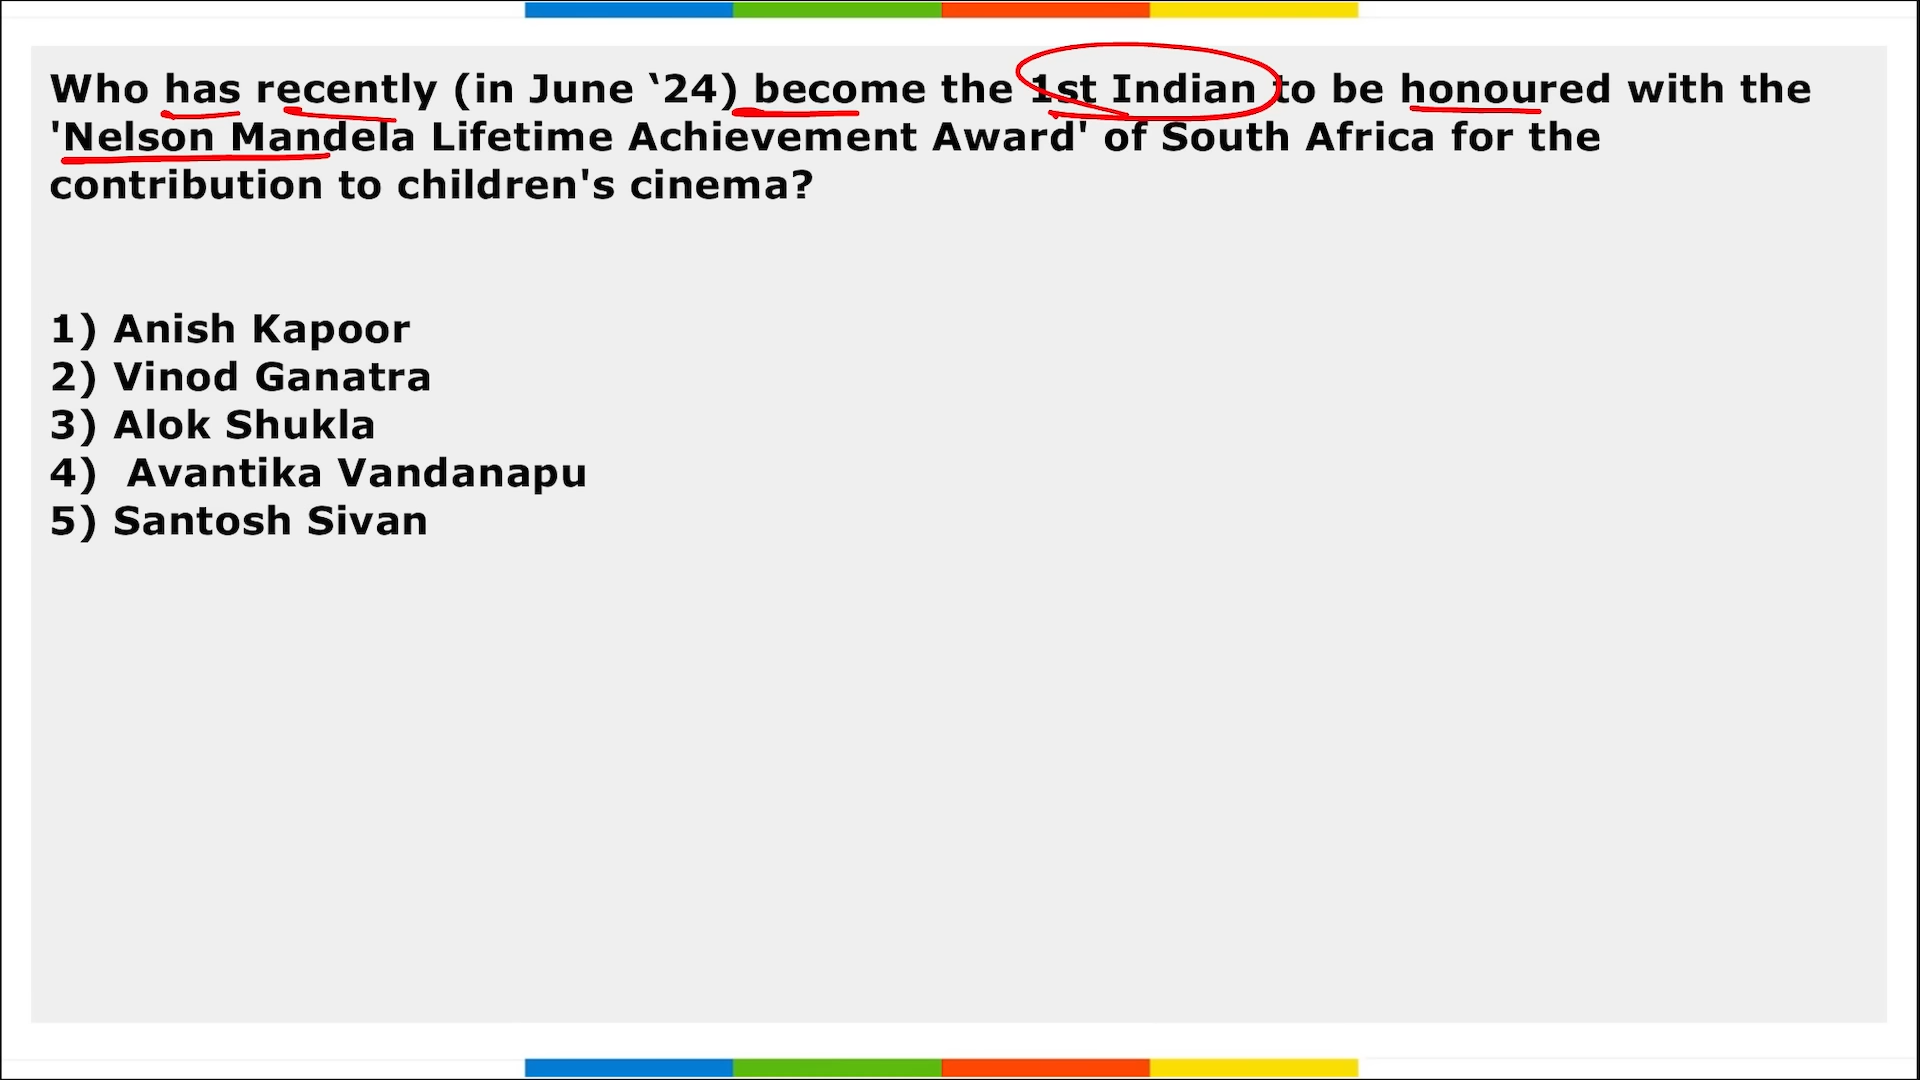 Who has recently (in June ‘24) become the 1st Indian to be honoured with the
'Nelson Mandela Lifetime Achievement Award' of South Africa for the
contribution to children's cinema?
1) Anish Kapoor
2) Vinod Ganatra
3) Alok Shukla
4) Avantika Vandanapu
5) Santosh Sivan